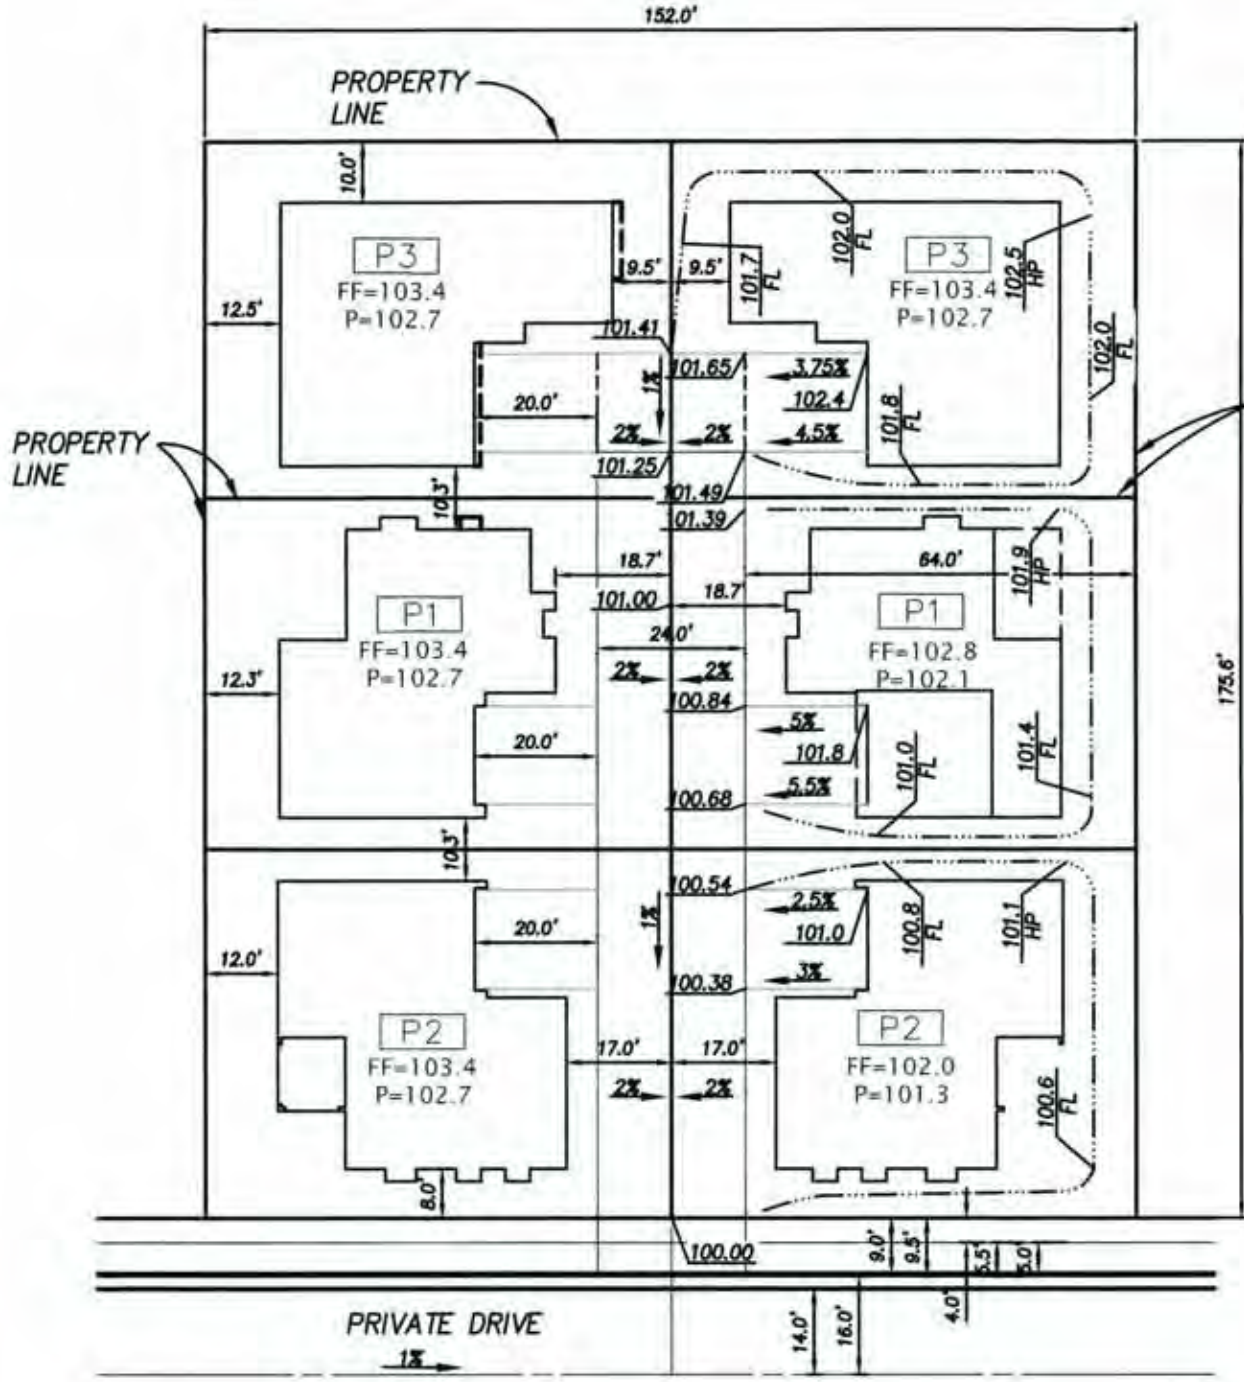 152.0'
PROPERTY
LINE
10.0'
P3
FF=103.4
P=102.7
12.5'
9.5'
9.5'
101.7
FL
102.0
FL
P3
FF=103.4
P=102.7
102.5
HP
102.0
FL
101.41
101.65
3.75%
102.4
1%
20.0'
2%
2%
4.5%
101.8
FL
101.25
101.49
PROPERTY
LINE
10.3'
01.39
18.7'
64.0'
101.9
HP
101.00
18.7'
P1
FF=103.4
P=102.7
24.0'
P1
FF=102.8
P=102.1
12.3'
2%
2%
175.6'
100.84
5%
101.8
20.0'
101.0
FL
101.4
FL
100.68
5.5%
10.3'
100.54
2.5%
101.0
1%
100.8
FL
101.1
HP
20.0'
12.0'
3%
100.38
P2
FF=103.4
P=102.7
17.0'
17.0'
P2
FF=102.0
P=101.3
2%
2%
100.6
FL
8.0'
100.00
9.0'
9.5'
5.5'
5.0'
4.0'
PRIVATE DRIVE
1%
14.0'
16.0'